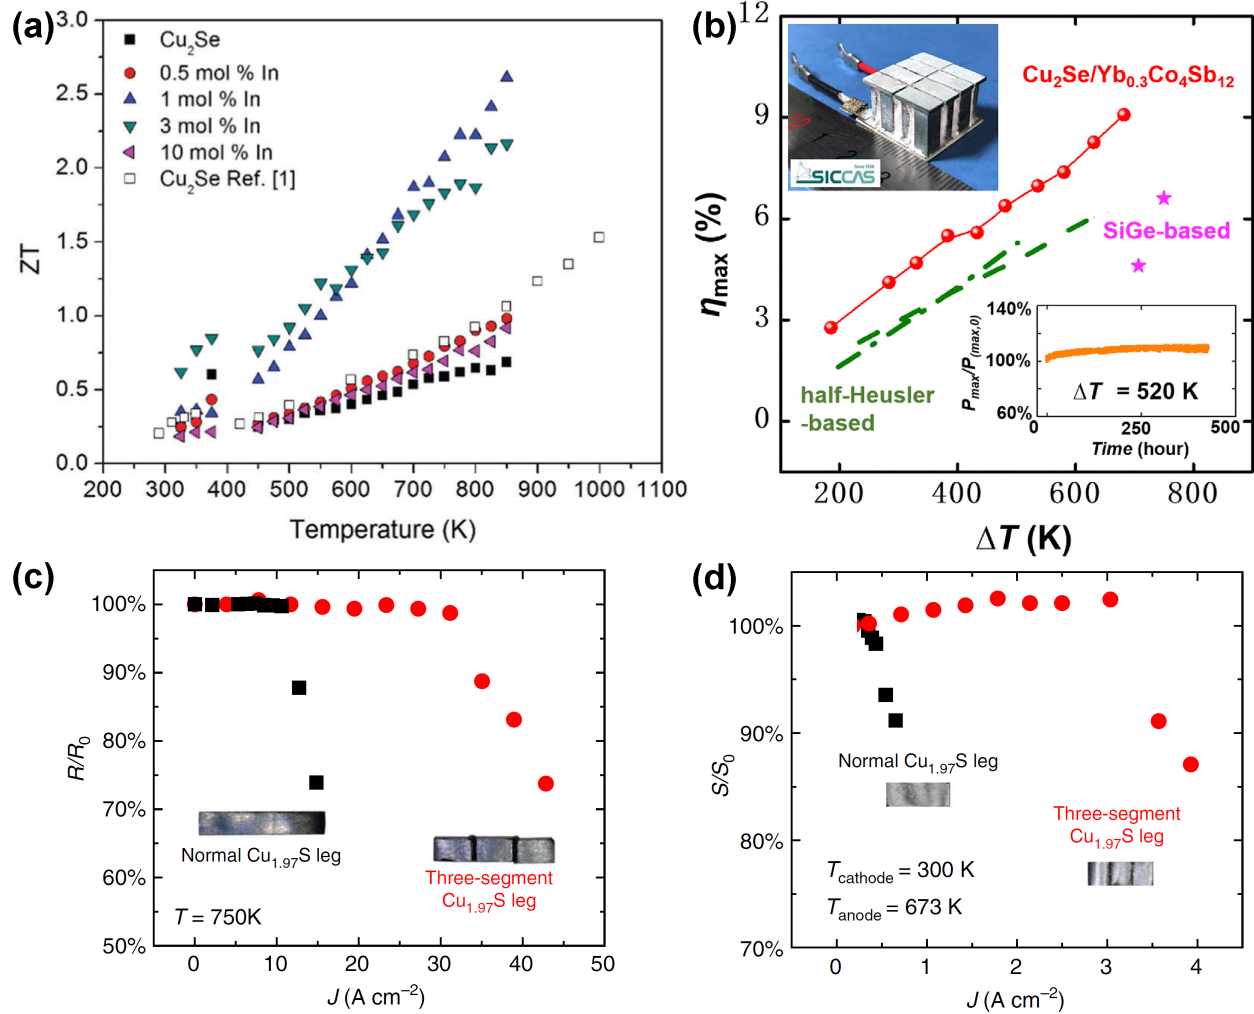 (a)
3.0
2.5
2.0
1.5
1.0
0.5
0.0
ZT
Cu2Se
0.5 mol % In
1 mol % In
3 mol % In
10 mol % In
Cu2Se Ref. [1]
200 300 400 500 600 700 800 900 1000 1100
Temperature (K)
(b)
12
9
6
3
0
ηmax (%)
Cu2Se/Yb0.3Co4Sb12
Since 1928
SICCAS
SiGe-based
half-Heusler
-based
140%
100%
60%
Pmax/P(max,0)
ΔT = 520 K
0 250 500
Time (hour)
200 400 600 800
ΔT (K)
(c)
100%
90%
80%
70%
60%
50%
R/R0
Normal Cu1.97S leg
Three-segment
Cu1.97S leg
T = 750K
0 10 20 30 40 50
J (A cm−2)
(d)
100%
90%
80%
70%
S/S0
Normal Cu1.97S leg
Three-segment
Cu1.97S leg
Tcathode = 300 K
Tanode = 673 K
0 1 2 3 4
J (A cm−2)